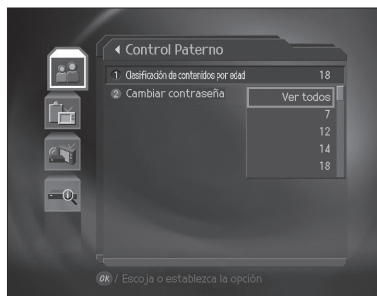 Control Paterno
1 Clasificación de contenidos por edad 18
2 Cambiar contraseña
Ver todos
7
12
14
18
OK / Escoja o establezca la opción